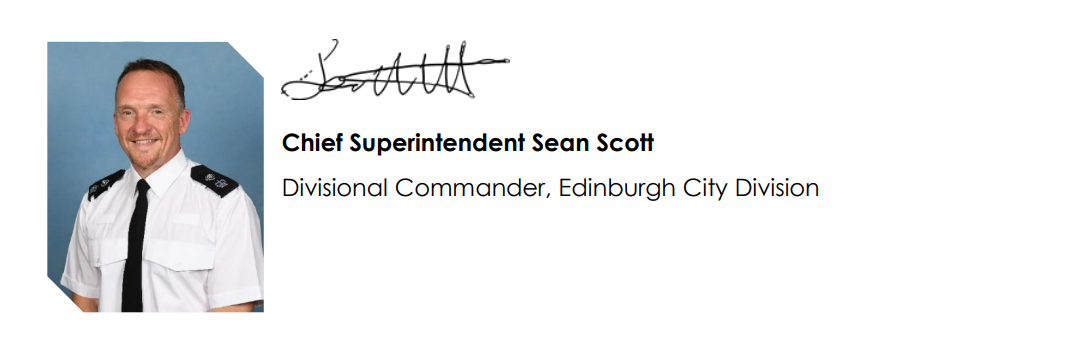 Chief Superintendent Sean Scott
Divisional Commander, Edinburgh City Division